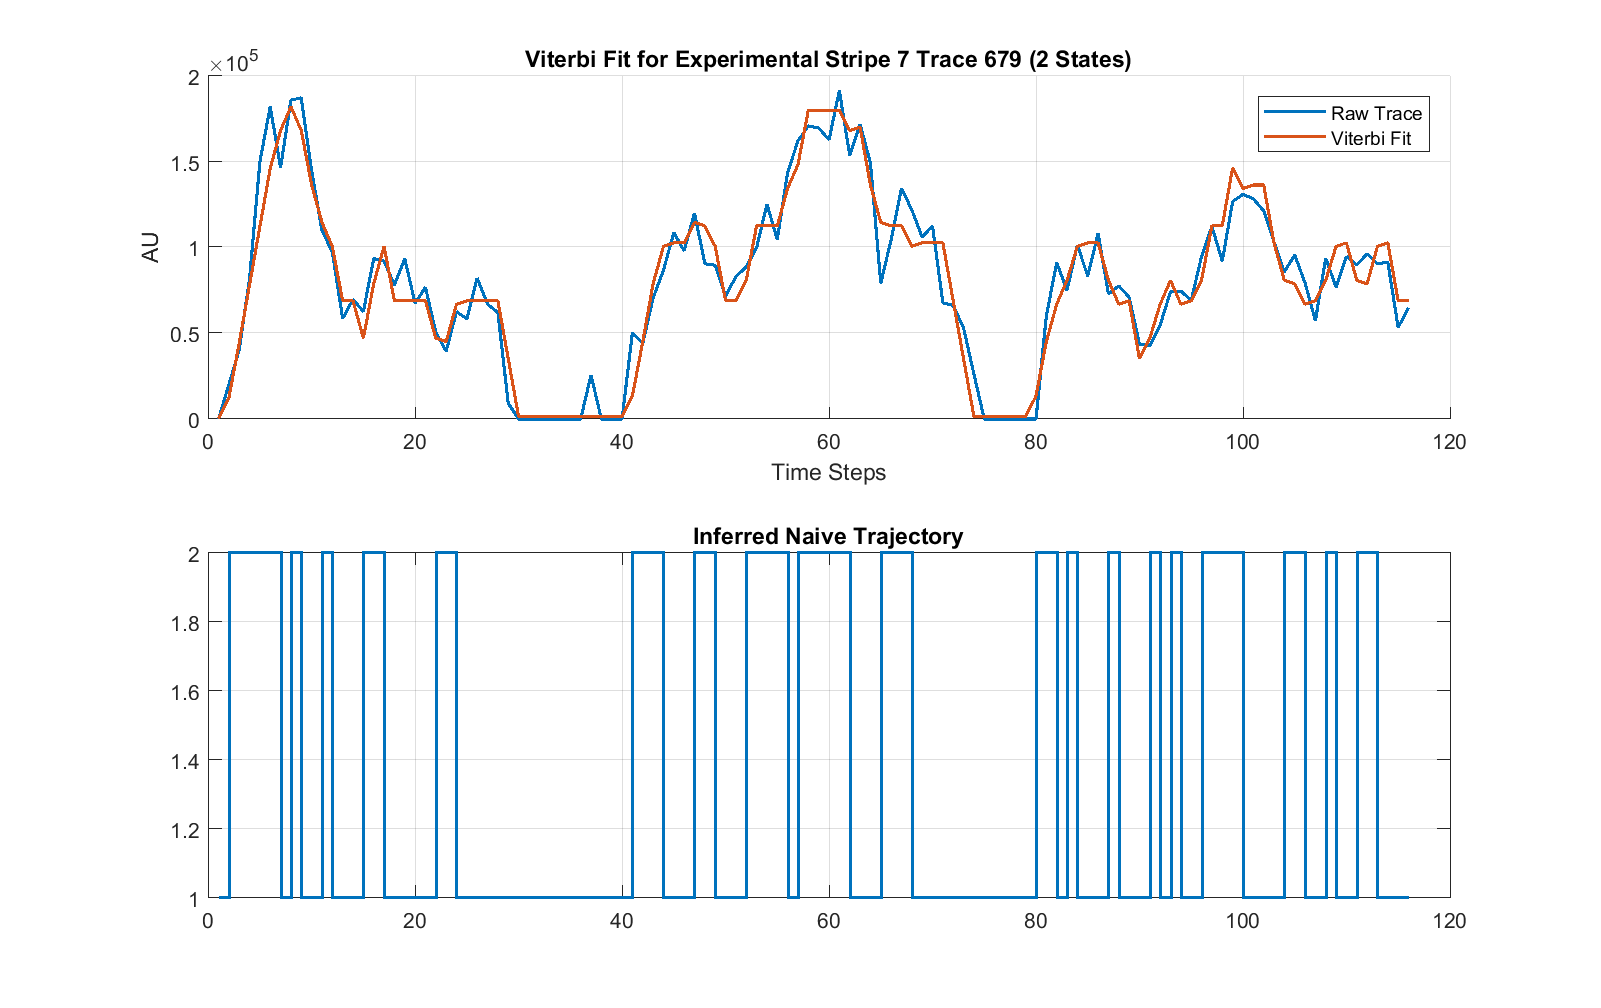 Viterbi Fit for Experimental Stripe 7 Trace 679 (2 States)
×10^5
2
1.5
1
0.5
0
AU
Raw Trace
Viterbi Fit
0 20 40 60 80 100 120
Time Steps
Inferred Naive Trajectory
2
1.8
1.6
1.4
1.2
1
0 20 40 60 80 100 120